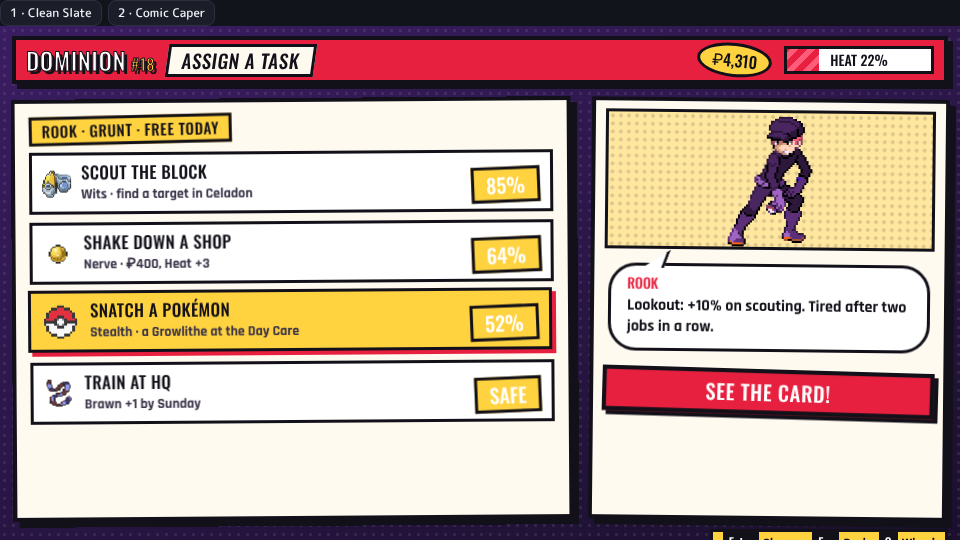 1 · Clean Slate
2 · Comic Caper
DOMINION #18
ASSIGN A TASK
₽4,310
HEAT 22%
ROOK · GRUNT · FREE TODAY
SCOUT THE BLOCK
Wits · find a target in Celadon
85%
SHAKE DOWN A SHOP
Nerve · ₽400, Heat +3
64%
SNATCH A POKÉMON
Stealth · a Growlithe at the Day Care
52%
TRAIN AT HQ
Brawn +1 by Sunday
SAFE
ROOK
Lookout: +10% on scouting. Tired after two
jobs in a row.
SEE THE CARD!